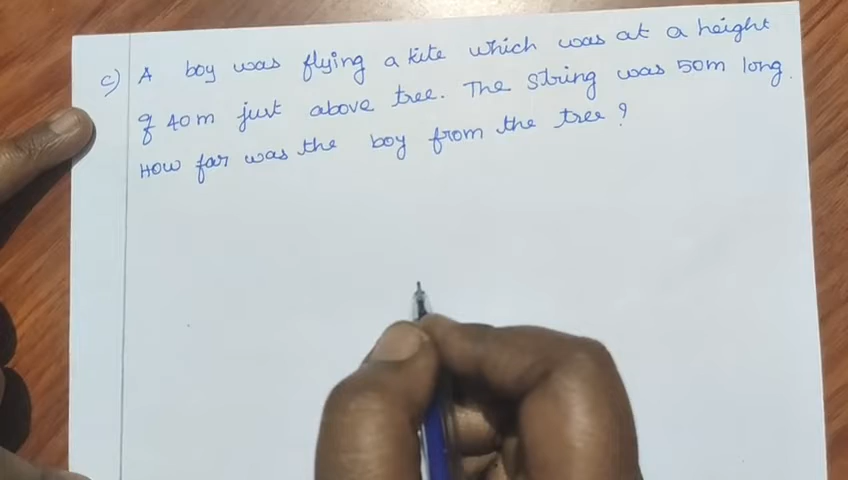 c) A boy was flying a kite which was at a height
of 40m just above tree. The string was 50m long.
How far was the boy from the tree?